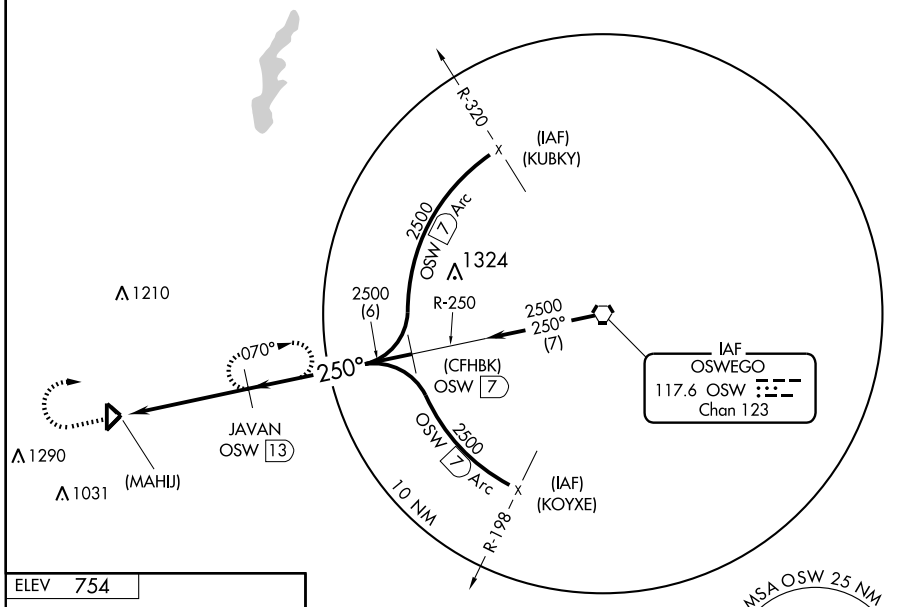 R-320
(IAF)
(KUBKY)
2500
OSW 7 Arc
1324
1210
2500
(6)
R-250
2500
250°
(7)
070°
250°
(CFHBK)
OSW 7
IAF
OSWEGO
117.6 OSW
Chan 123
JAVAN
OSW 13
2500
OSW 7 Arc
1290
(MAHIJ)
1031
(IAF)
(KOYXE)
10 NM
R-198
ELEV 754
MSA OSW 25 NM